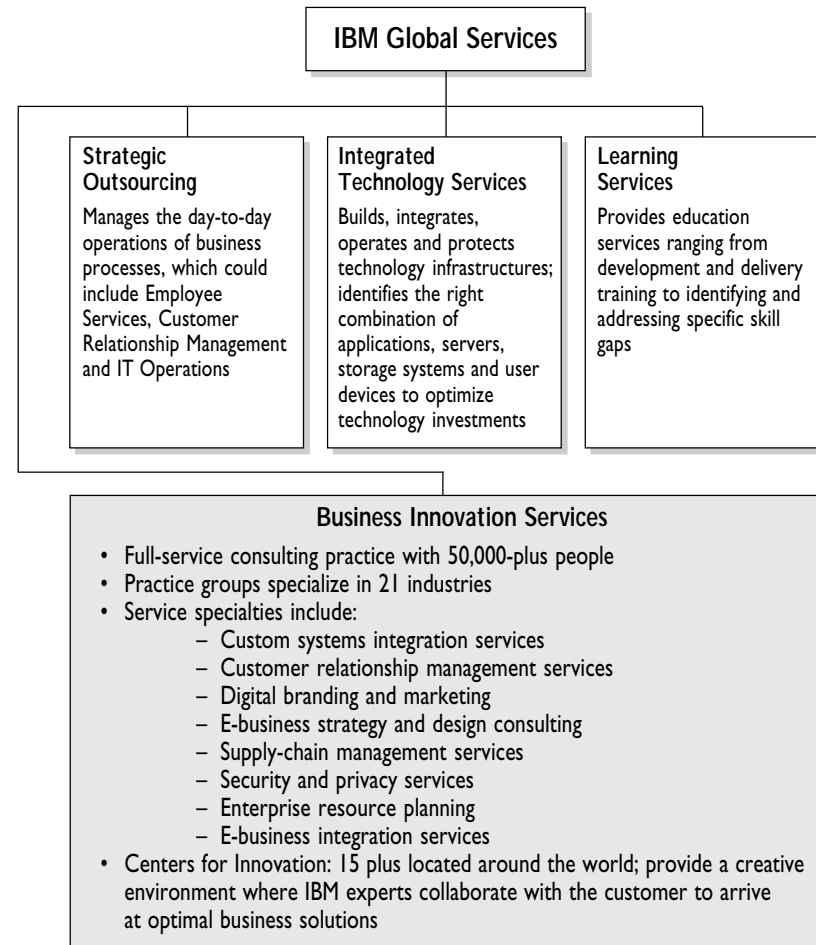 IBM Global Services
Strategic
Outsourcing
Manages the day-to-day
operations of business
processes, which could
include Employee
Services, Customer
Relationship Management
and IT Operations
Integrated
Technology Services
Builds, integrates,
operates and protects
technology infrastructures;
identifies the right
combination of
applications, servers,
storage systems and user
devices to optimize
technology investments
Learning
Services
Provides education
services ranging from
development and delivery
training to identifying and
addressing specific skill
gaps
Business Innovation Services
• Full-service consulting practice with 50,000-plus people
• Practice groups specialize in 21 industries
• Service specialties include:
– Custom systems integration services
– Customer relationship management services
– Digital branding and marketing
– E-business strategy and design consulting
– Supply-chain management services
– Security and privacy services
– Enterprise resource planning
– E-business integration services
• Centers for Innovation: 15 plus located around the world; provide a creative
environment where IBM experts collaborate with the customer to arrive
at optimal business solutions